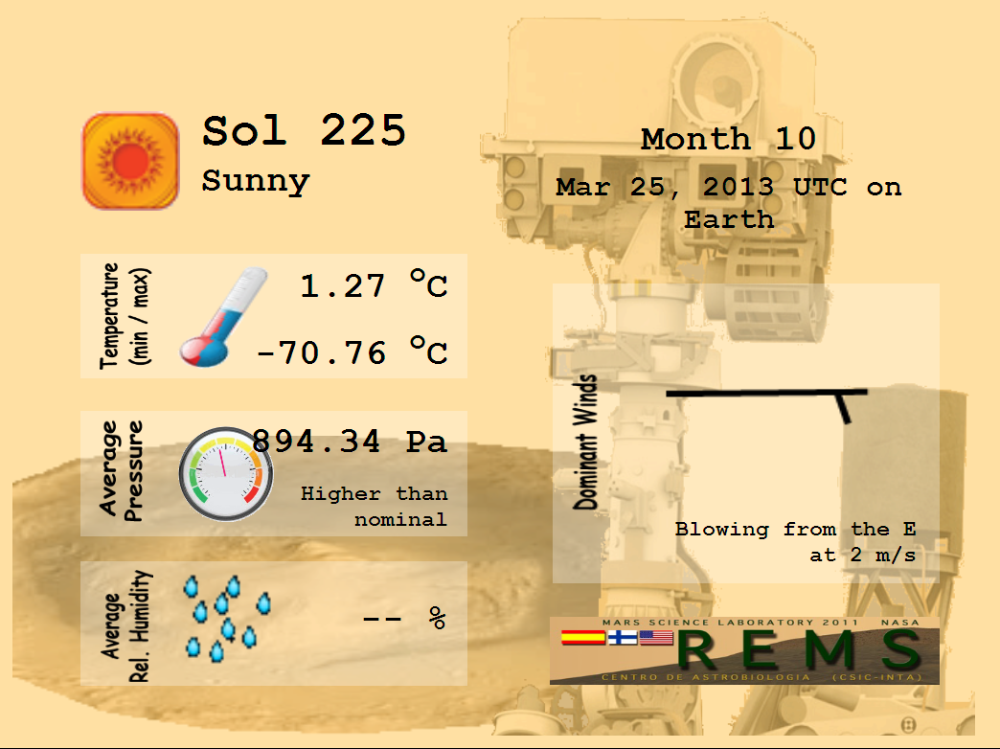 Sol 225
Sunny
Month 10
Mar 25, 2013 UTC on
Earth
Temperature
(min / max)
1.27 °C
-70.76 °C
Average
Pressure
894.34 Pa
Higher than
nominal
Average
Rel. Humidity
-- %
Dominant Winds
Blowing from the E
at 2 m/s
MARS SCIENCE LABORATORY 2011 NASA
REMS
CENTRO DE ASTROBIOLOGIA (CSIC-INTA)